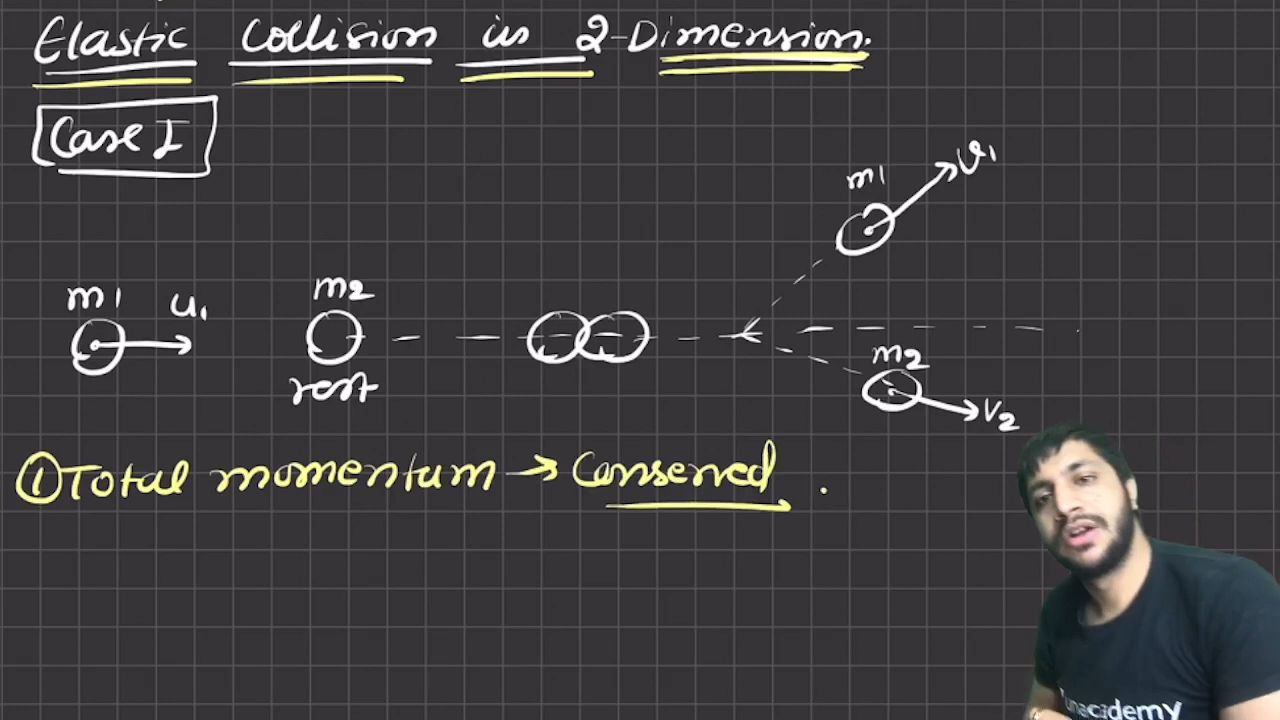 Elastic Collision in 2-Dimension.
Case I
m1 v1
m1 u1 m2
rest
m2
v2
① Total momentum → Conserved.
unacademy